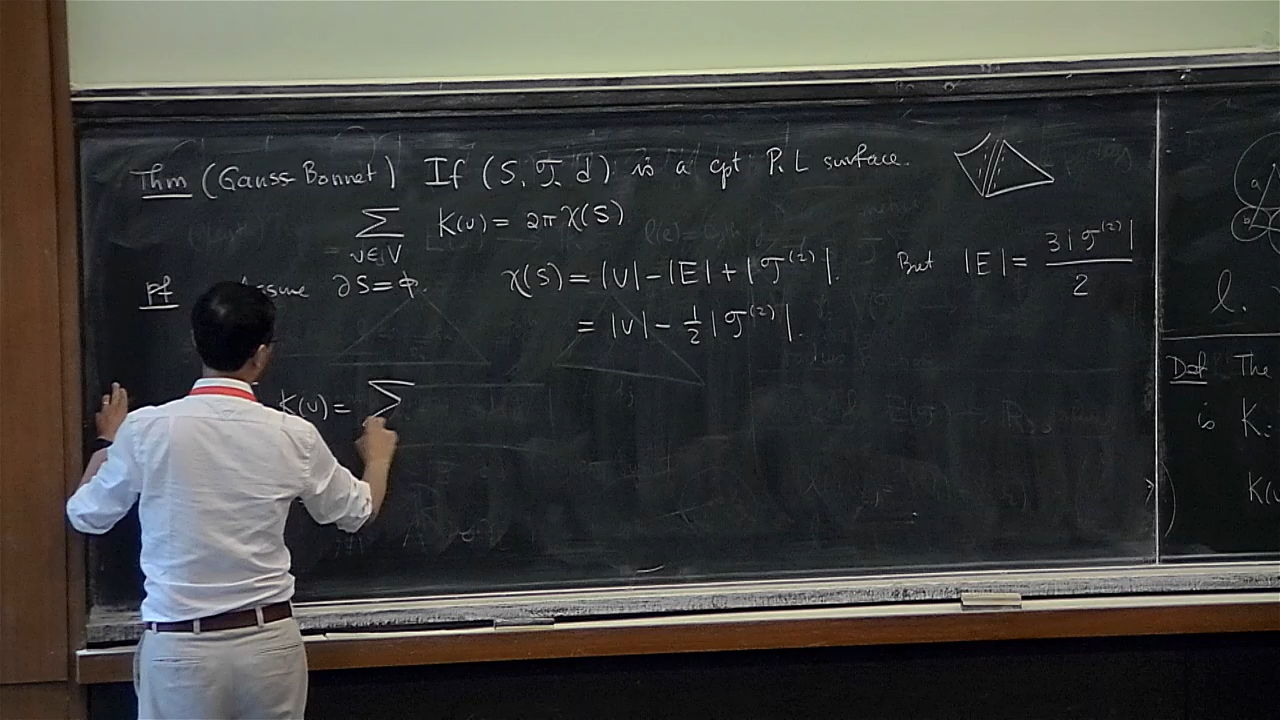 Thm (Gauss-Bonnet) If (S, 𝒯, d) is a cpt P.L surface.
∑ K(v) = 2π χ(S)
v∈V
Pf Assume ∂S=ϕ. χ(S) = |V| - |E| + |𝒯⁽²⁾|. But |E| = 3|𝒯⁽²⁾| / 2
= |V| - ½ |𝒯⁽²⁾|.
K(v) = ∑
a
b
l.
Def The
is K
K(